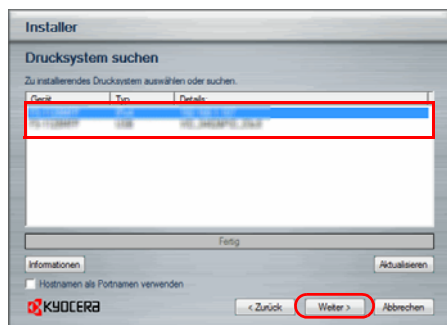 Installer
Drucksystem suchen
Zu installierendes Drucksystem auswählen oder suchen.
Gerät Typ Details:
Fertig
Informationen Aktualisieren
Hostnamen als Portnamen verwenden
KYOCERA < Zurück Weiter > Abbrechen